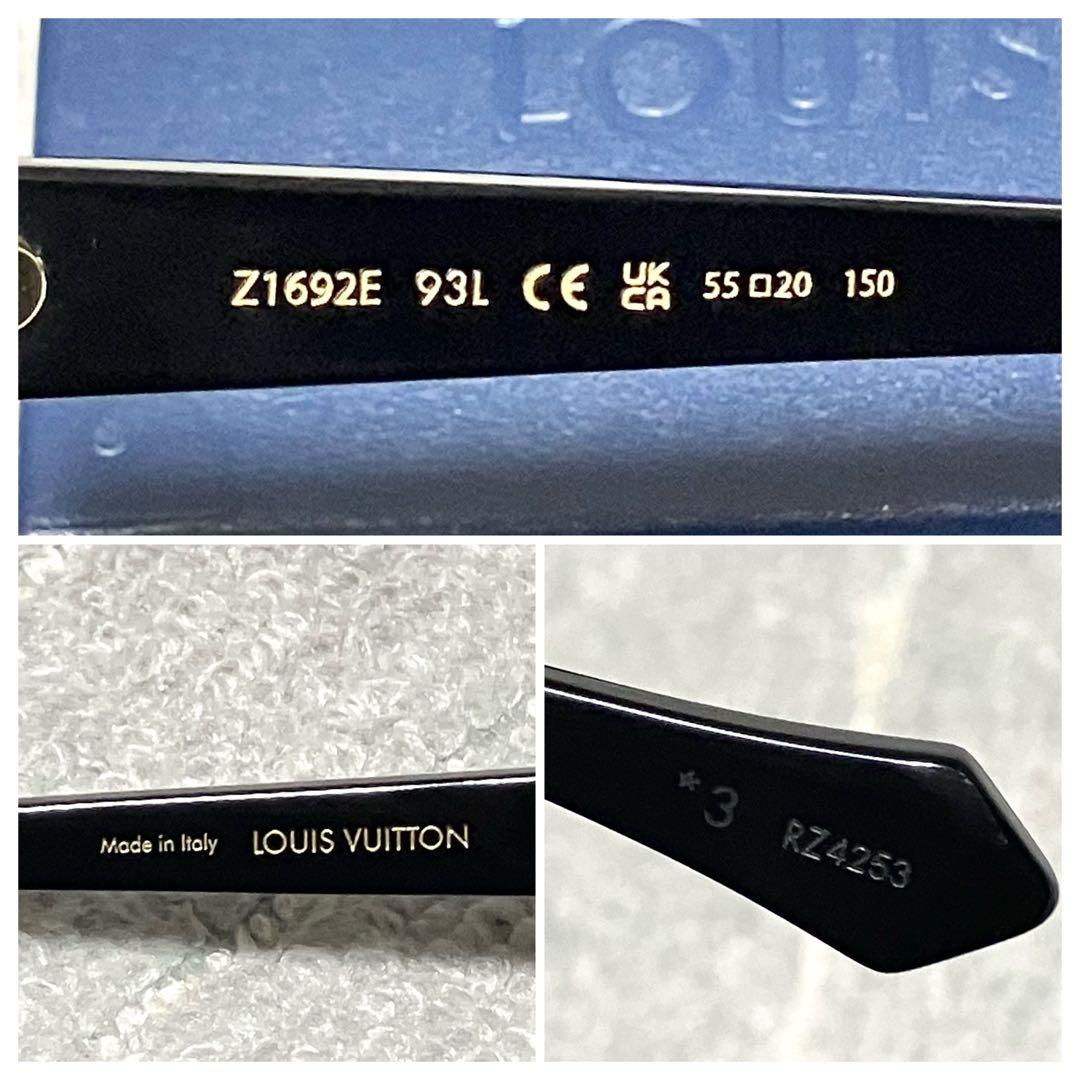 LOUIS
Z1692E 93L CE UK CA 55□20 150
Made in Italy LOUIS VUITTON
*3 RZ4253